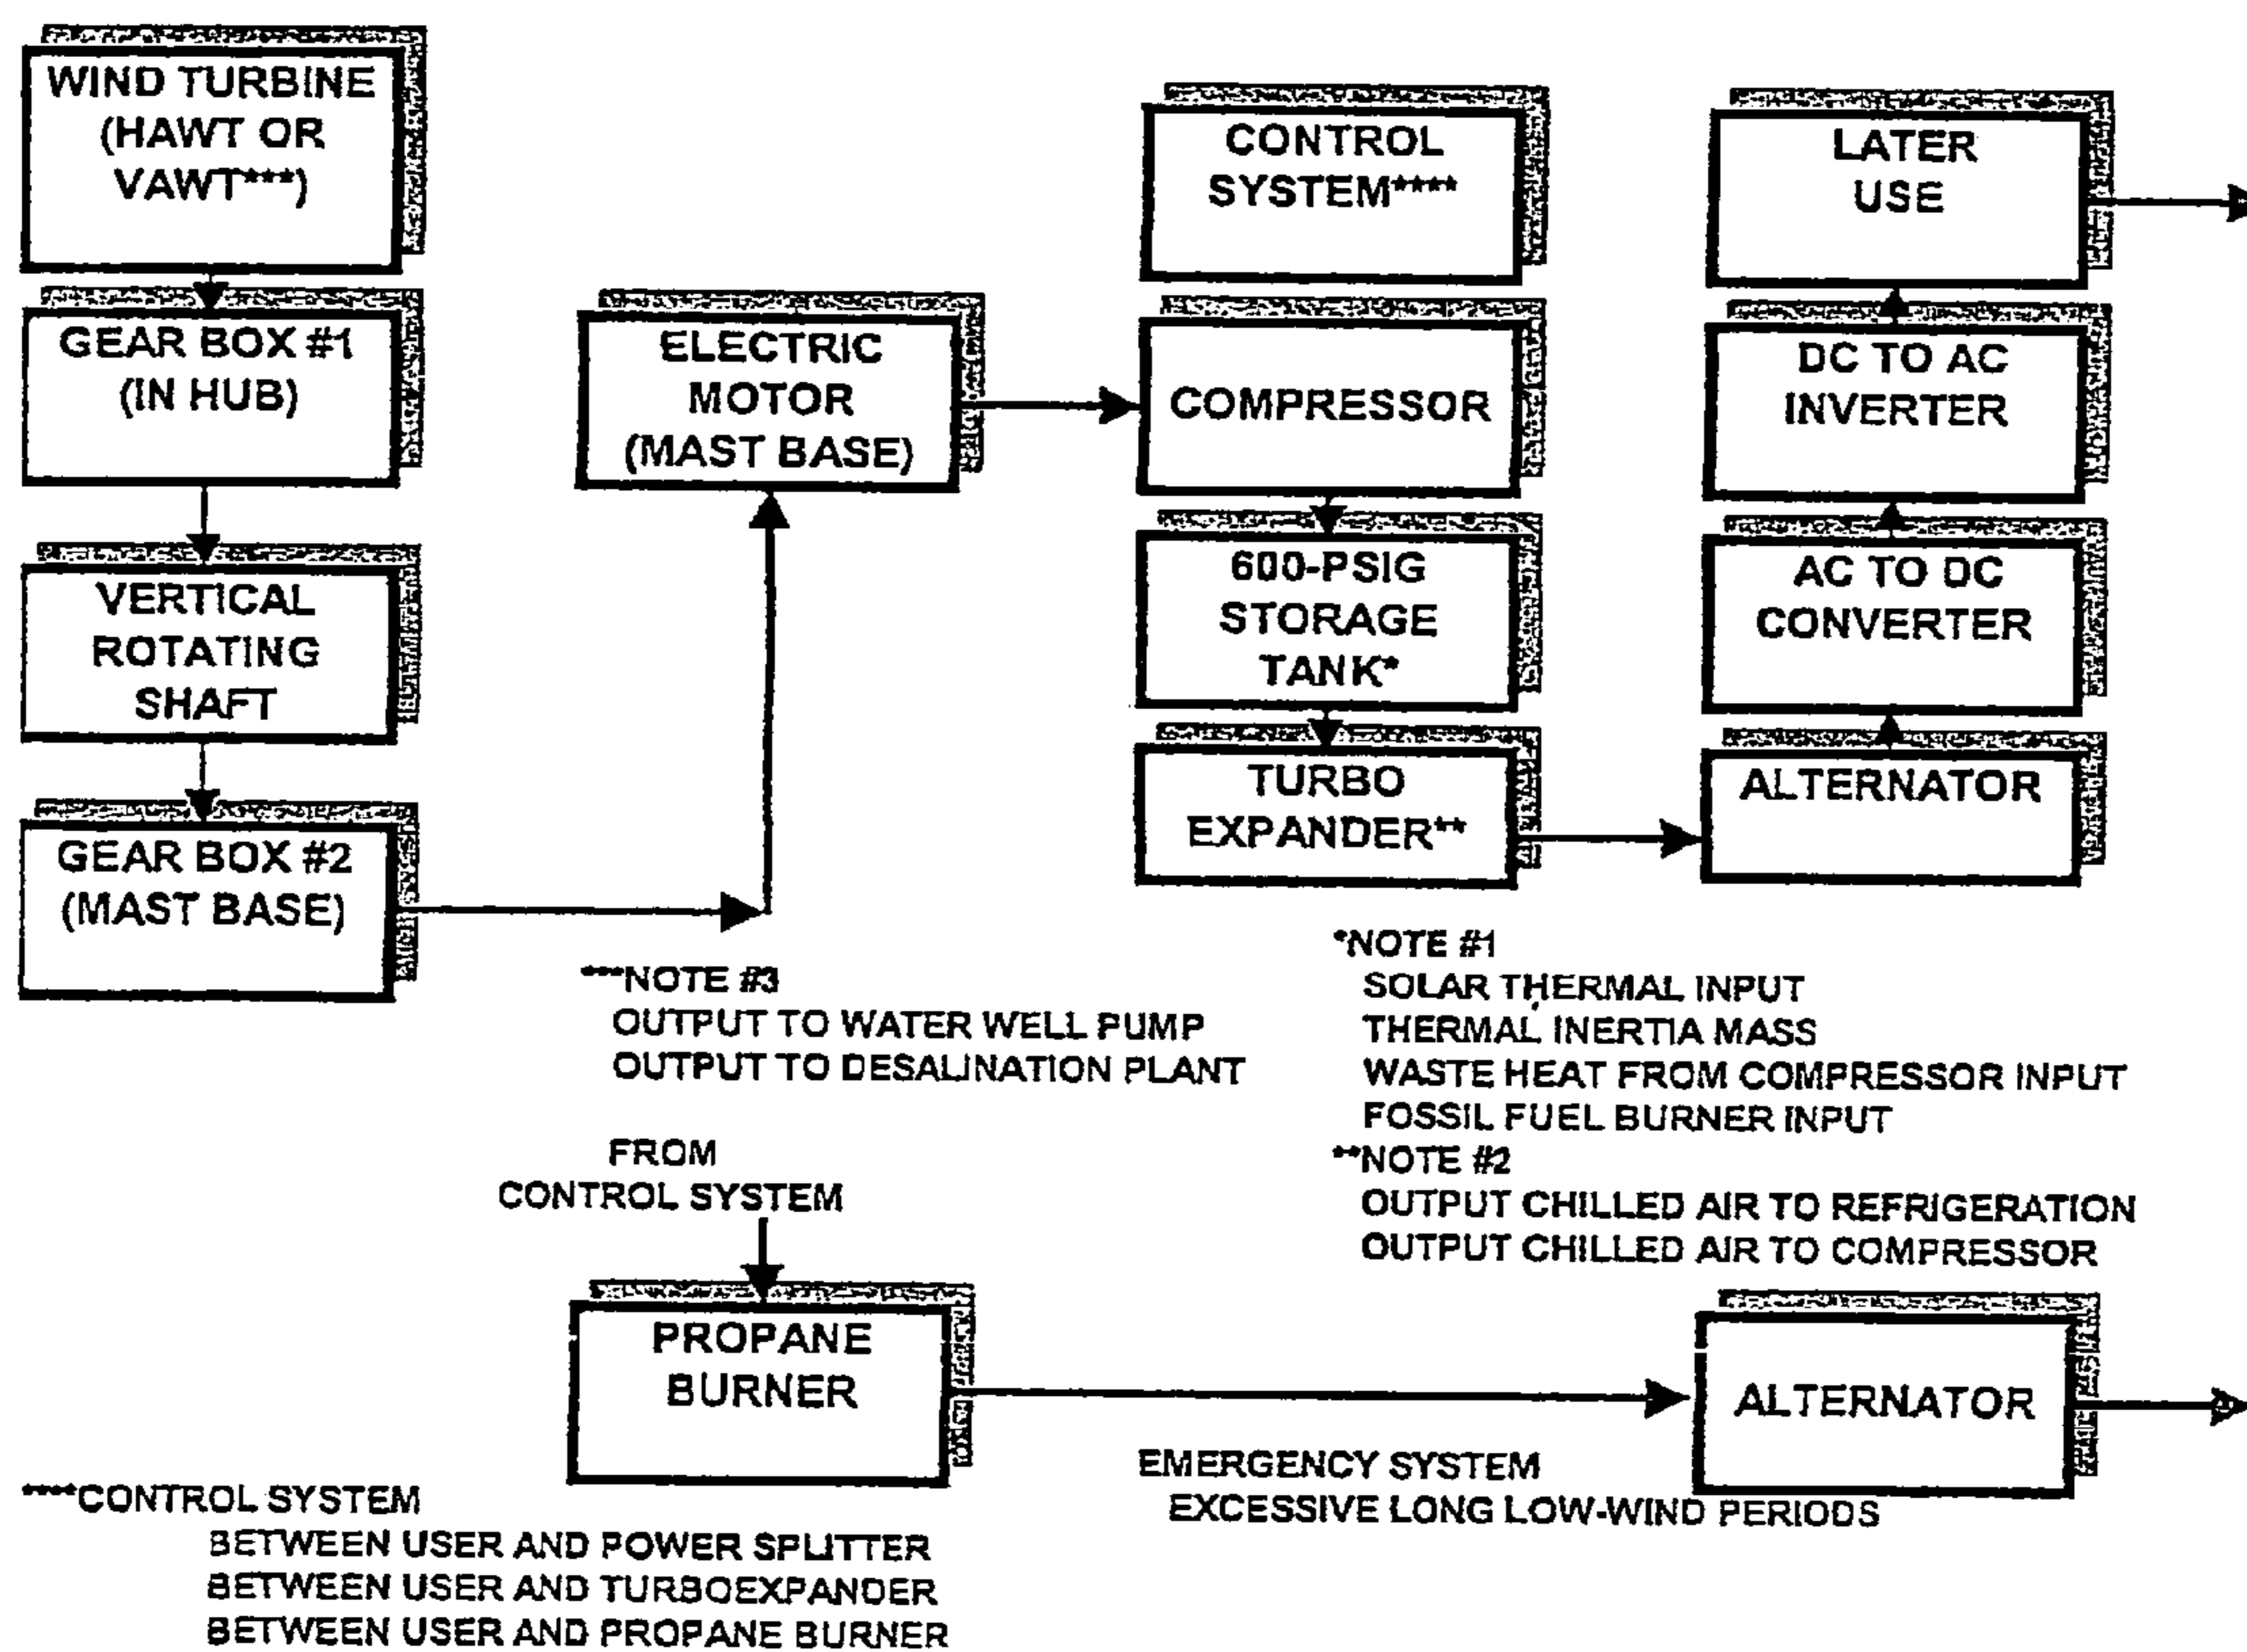 WIND TURBINE
(HAWT OR
VAWT***)
GEAR BOX #1
(IN HUB)
VERTICAL
ROTATING
SHAFT
GEAR BOX #2
(MAST BASE)
ELECTRIC
MOTOR
(MAST BASE)
CONTROL
SYSTEM****
COMPRESSOR
600-PSIG
STORAGE
TANK*
TURBO
EXPANDER**
LATER
USE
DC TO AC
INVERTER
AC TO DC
CONVERTER
ALTERNATOR
***NOTE #3
OUTPUT TO WATER WELL PUMP
OUTPUT TO DESALINATION PLANT
*NOTE #1
SOLAR THERMAL INPUT
THERMAL INERTIA MASS
WASTE HEAT FROM COMPRESSOR INPUT
FOSSIL FUEL BURNER INPUT
**NOTE #2
OUTPUT CHILLED AIR TO REFRIGERATION
OUTPUT CHILLED AIR TO COMPRESSOR
FROM
CONTROL SYSTEM
PROPANE
BURNER
ALTERNATOR
EMERGENCY SYSTEM
EXCESSIVE LONG LOW-WIND PERIODS
****CONTROL SYSTEM
BETWEEN USER AND POWER SPLITTER
BETWEEN USER AND TURBOEXPANDER
BETWEEN USER AND PROPANE BURNER